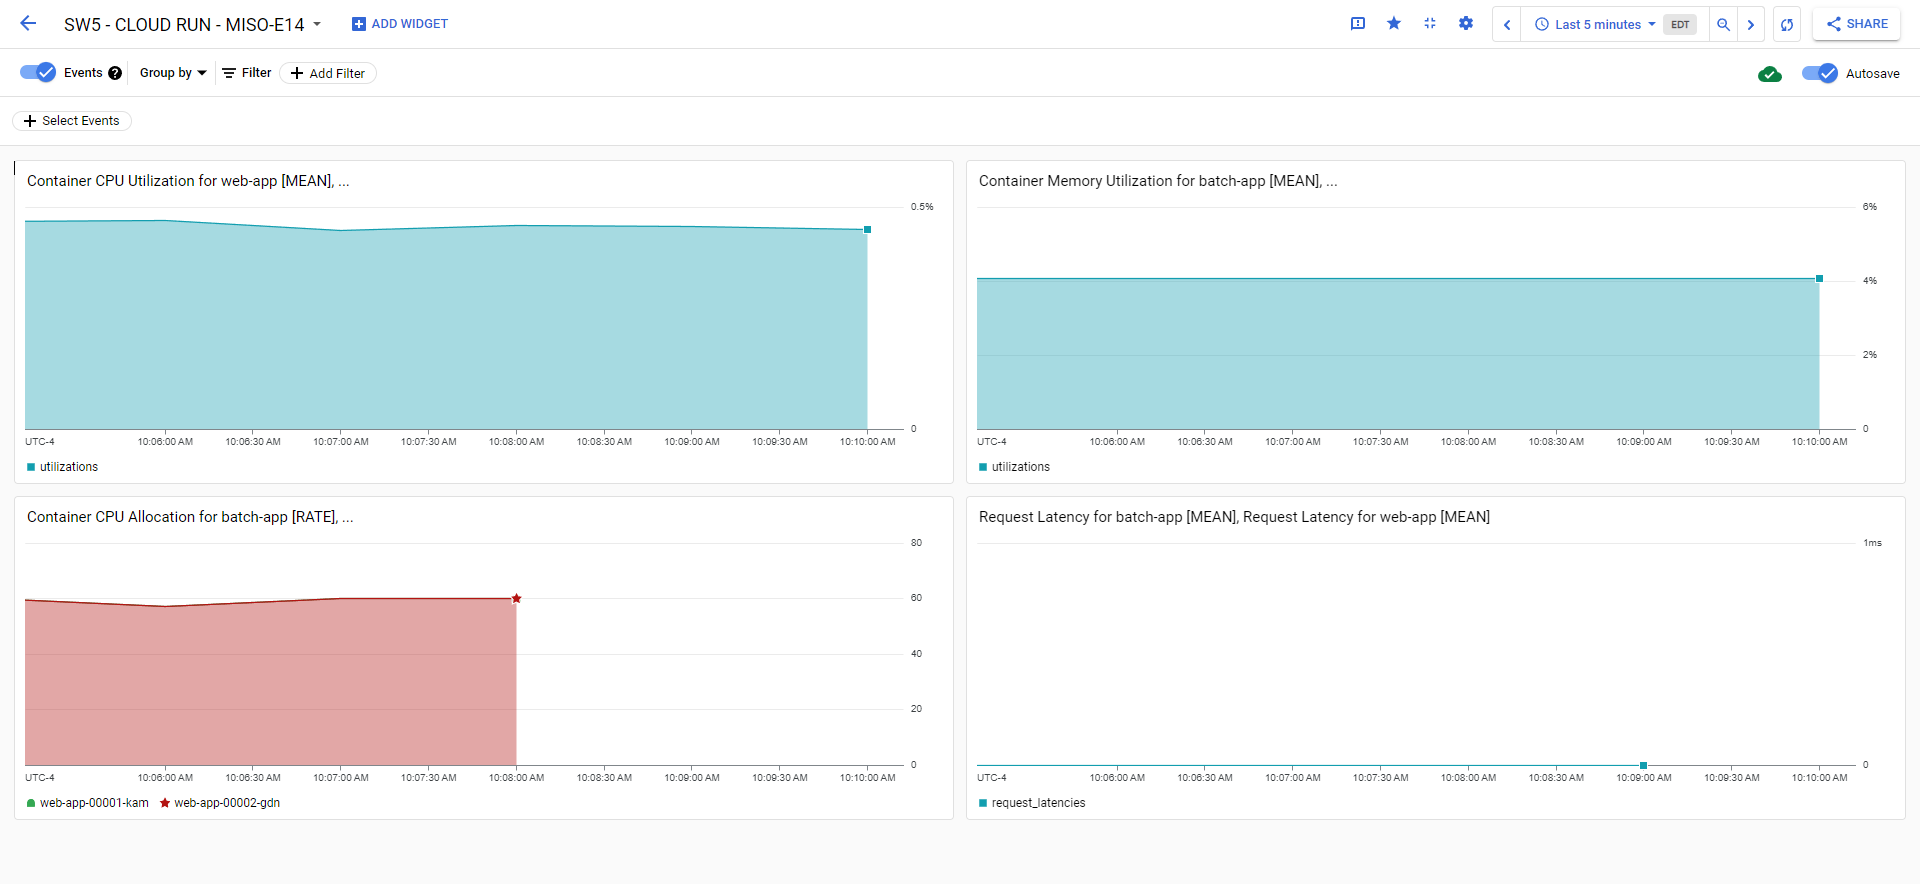 SW5 - CLOUD RUN - MISO-E14 ADD WIDGET Last 5 minutes EDT SHARE
Events Group by Filter Add Filter Autosave
Select Events
Container CPU Utilization for web-app [MEAN], ...
0.5%
0
UTC-4 10:06:00 AM 10:06:30 AM 10:07:00 AM 10:07:30 AM 10:08:00 AM 10:08:30 AM 10:09:00 AM 10:09:30 AM 10:10:00 AM
utilizations
Container Memory Utilization for batch-app [MEAN], ...
6%
4%
2%
0
UTC-4 10:06:00 AM 10:06:30 AM 10:07:00 AM 10:07:30 AM 10:08:00 AM 10:08:30 AM 10:09:00 AM 10:09:30 AM 10:10:00 AM
utilizations
Container CPU Allocation for batch-app [RATE], ...
80
60
40
20
0
UTC-4 10:06:00 AM 10:06:30 AM 10:07:00 AM 10:07:30 AM 10:08:00 AM 10:08:30 AM 10:09:00 AM 10:09:30 AM 10:10:00 AM
web-app-00001-kam web-app-00002-gdn
Request Latency for batch-app [MEAN], Request Latency for web-app [MEAN]
1ms
0
UTC-4 10:06:00 AM 10:06:30 AM 10:07:00 AM 10:07:30 AM 10:08:00 AM 10:08:30 AM 10:09:00 AM 10:09:30 AM 10:10:00 AM
request_latencies